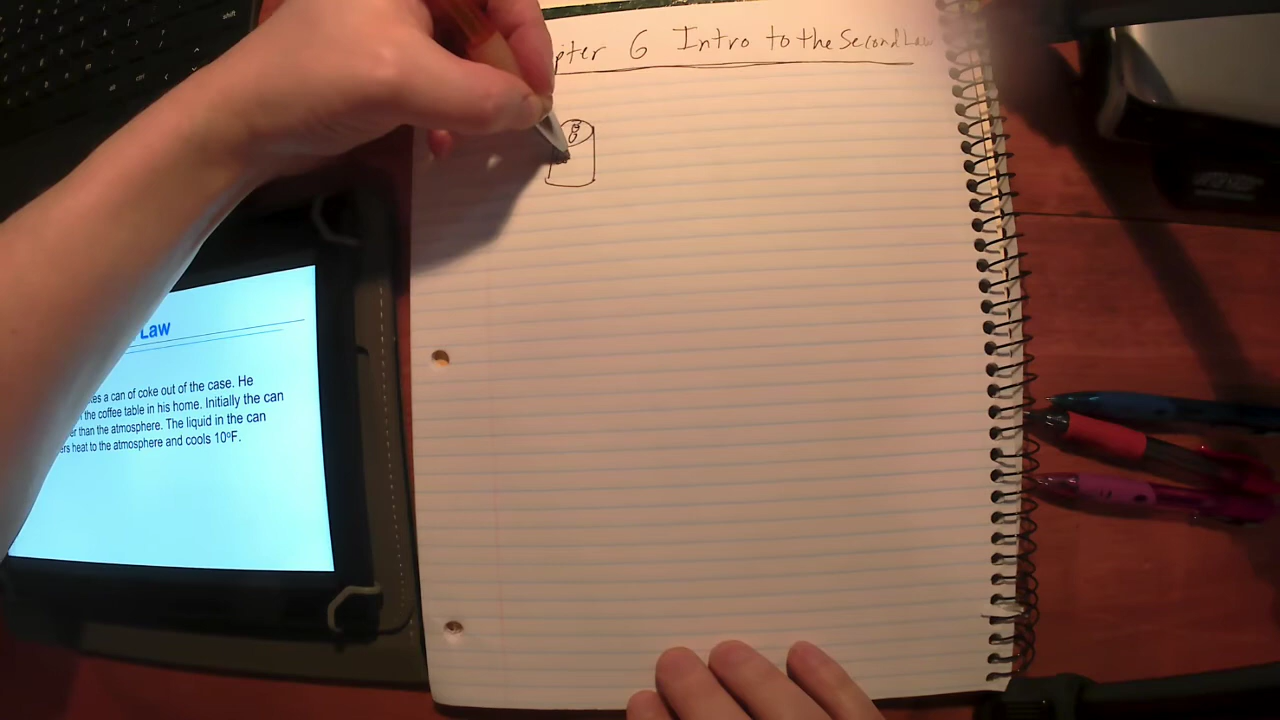 pter 6 Intro to the Second Law
Law
kes a can of coke out of the case. He
the coffee table in his home. Initially the can
er than the atmosphere. The liquid in the can
ers heat to the atmosphere and cools 10°F.
shift